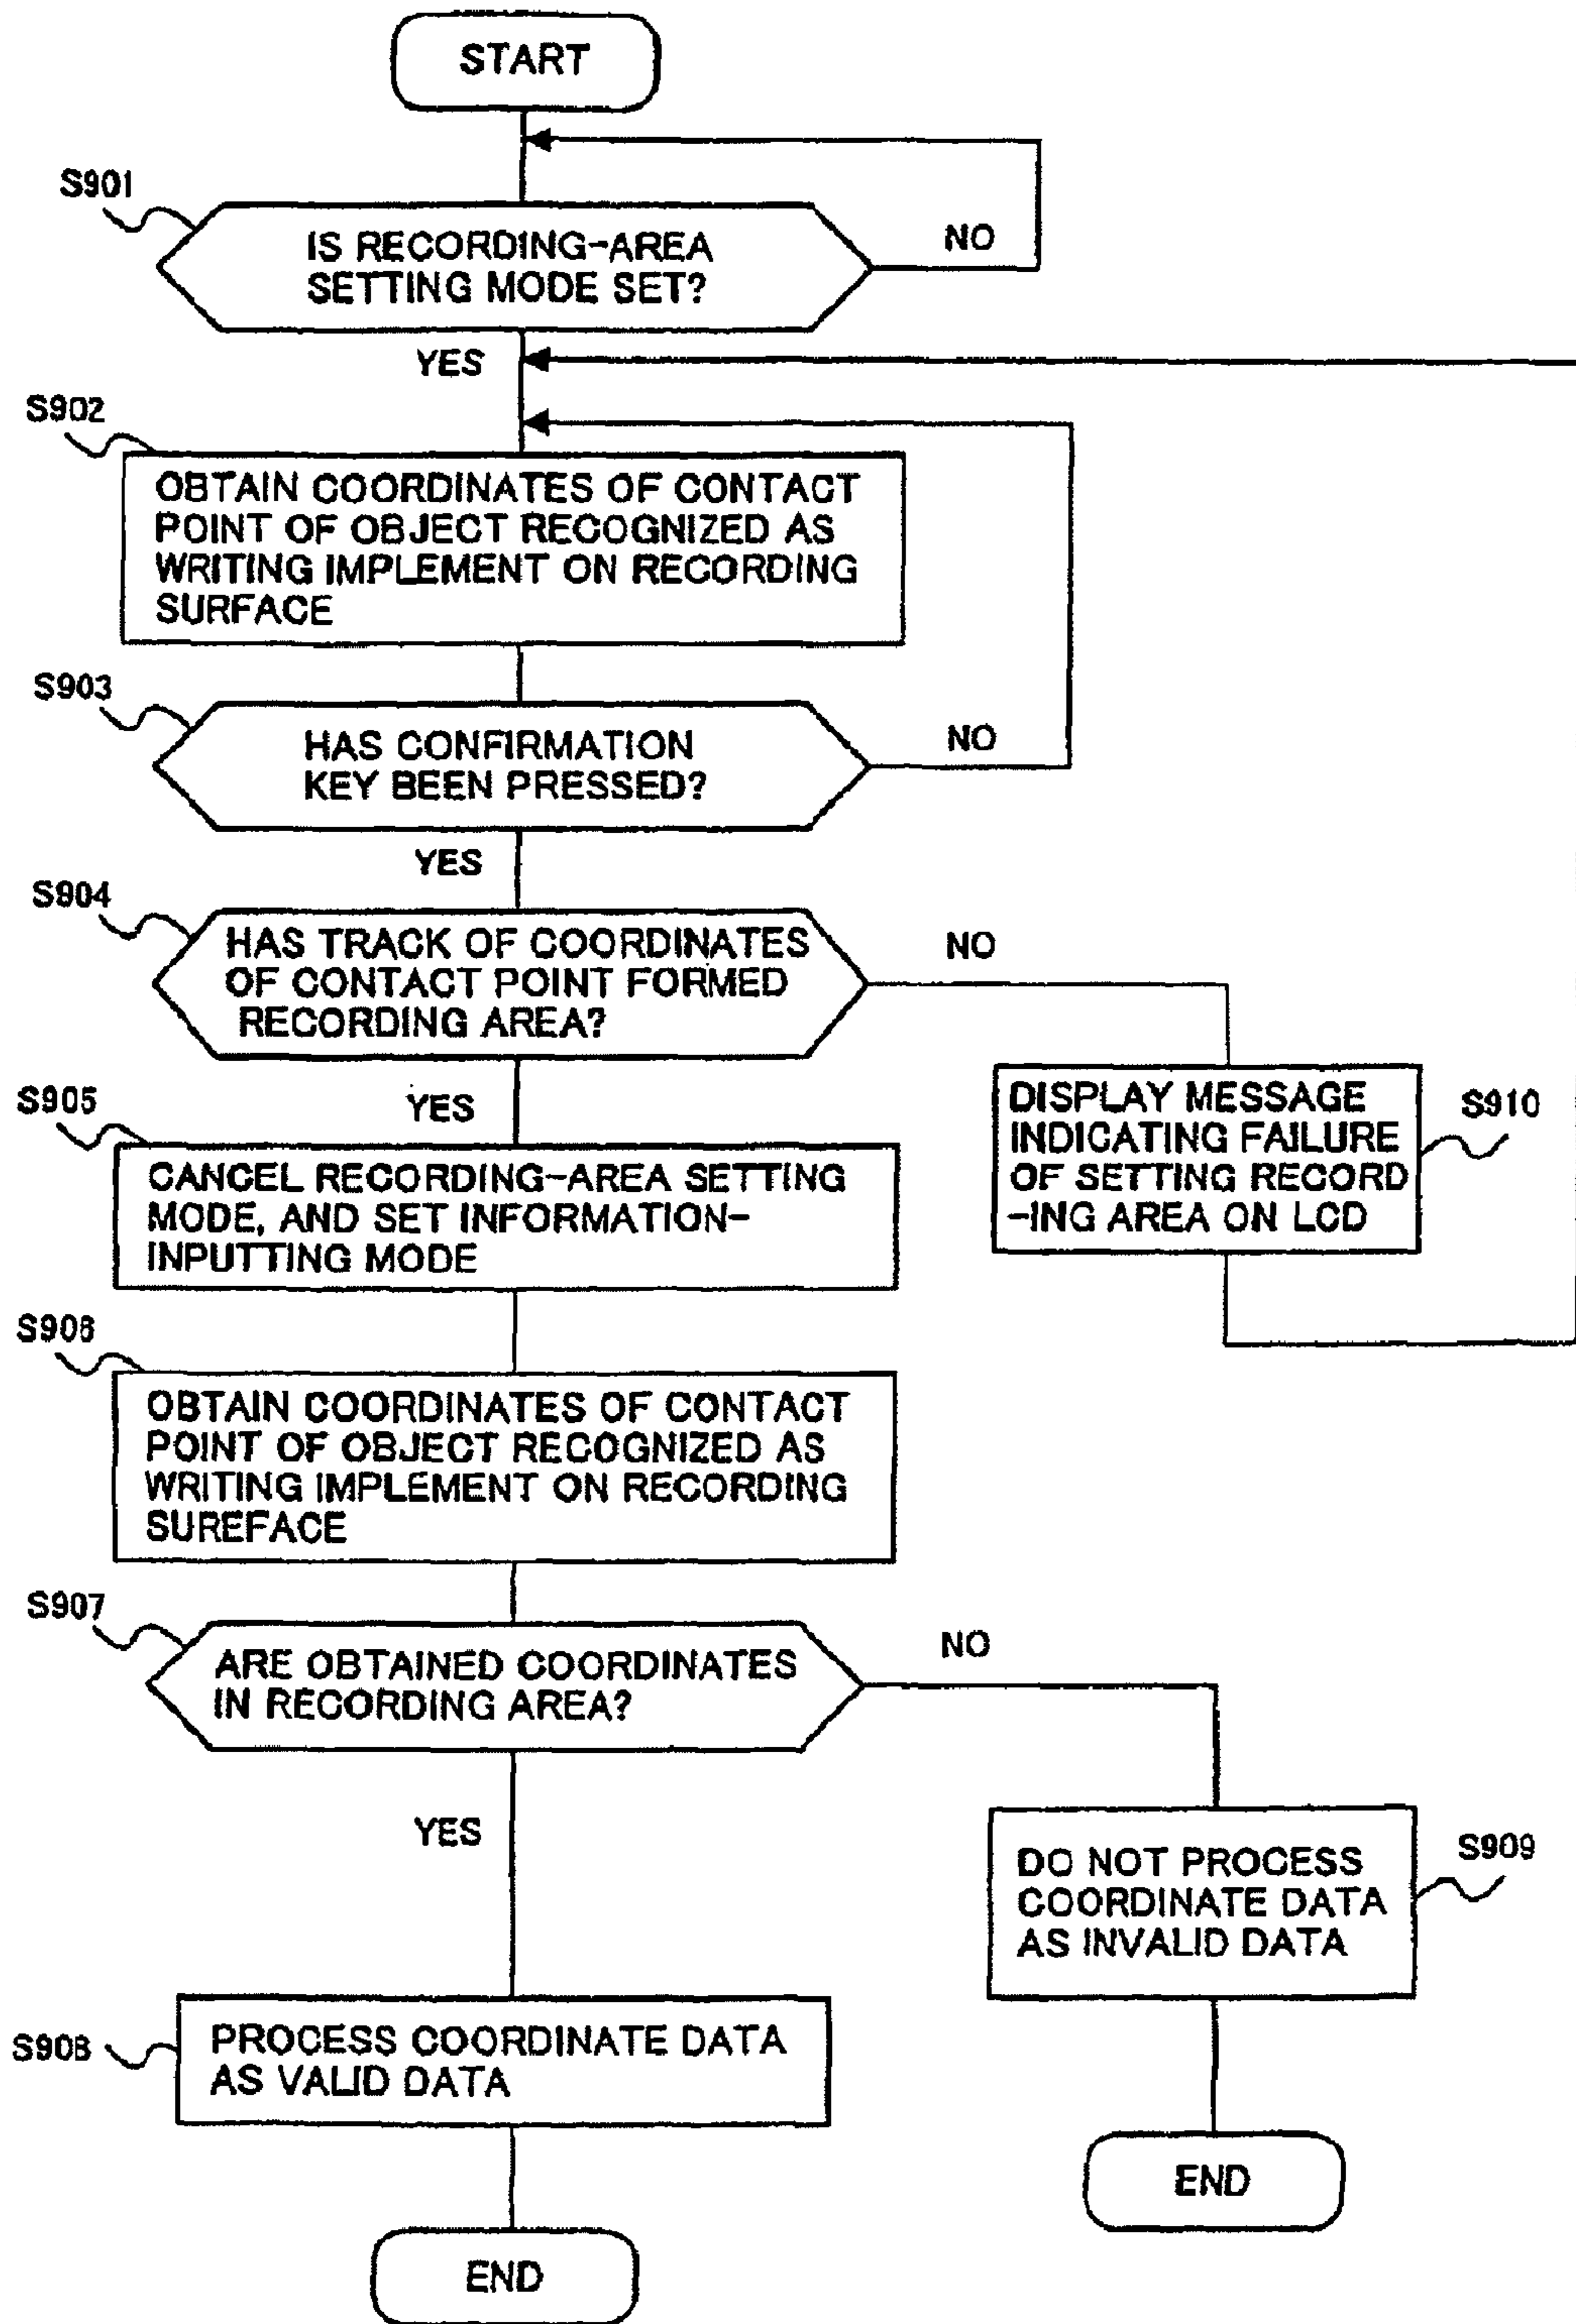 START
S901
IS RECORDING-AREA
SETTING MODE SET?
NO
YES
S902
OBTAIN COORDINATES OF CONTACT
POINT OF OBJECT RECOGNIZED AS
WRITING IMPLEMENT ON RECORDING
SURFACE
S903
HAS CONFIRMATION
KEY BEEN PRESSED?
NO
YES
S904
HAS TRACK OF COORDINATES
OF CONTACT POINT FORMED
RECORDING AREA?
NO
YES
S905
CANCEL RECORDING-AREA SETTING
MODE, AND SET INFORMATION-
INPUTTING MODE
DISPLAY MESSAGE
INDICATING FAILURE
OF SETTING RECORD
-ING AREA ON LCD
S910
S906
OBTAIN COORDINATES OF CONTACT
POINT OF OBJECT RECOGNIZED AS
WRITING IMPLEMENT ON RECORDING
SUREFACE
S907
ARE OBTAINED COORDINATES
IN RECORDING AREA?
NO
YES
DO NOT PROCESS
COORDINATE DATA
AS INVALID DATA
S909
S908
PROCESS COORDINATE DATA
AS VALID DATA
END
END